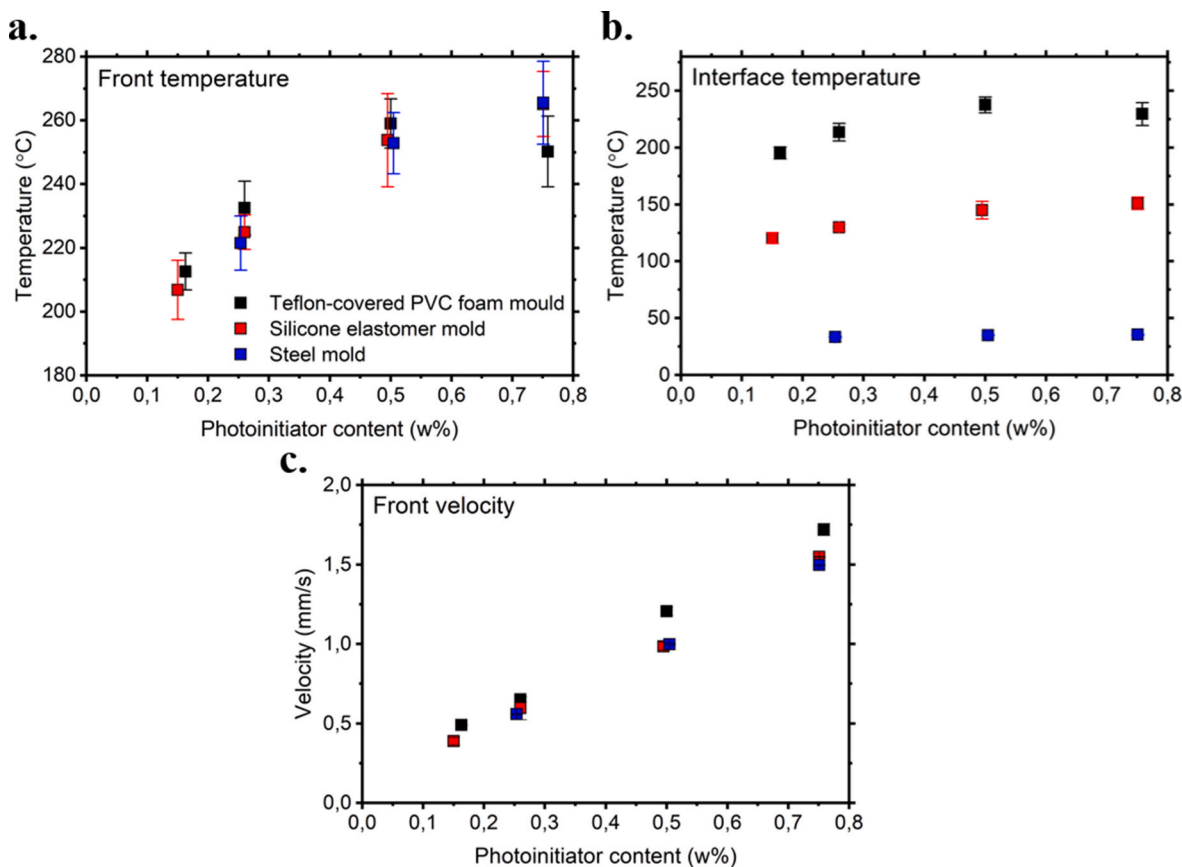 a.
Front temperature
280
260
240
220
200
180
Temperature (°C)
Teflon-covered PVC foam mould
Silicone elastomer mold
Steel mold
0,0 0,1 0,2 0,3 0,4 0,5 0,6 0,7 0,8
Photoinitiator content (w%)
b.
Interface temperature
250
200
150
100
50
0
Temperature (°C)
0,0 0,1 0,2 0,3 0,4 0,5 0,6 0,7 0,8
Photoinitiator content (w%)
c.
Front velocity
2,0
1,5
1,0
0,5
0,0
Velocity (mm/s)
0,0 0,1 0,2 0,3 0,4 0,5 0,6 0,7 0,8
Photoinitiator content (w%)